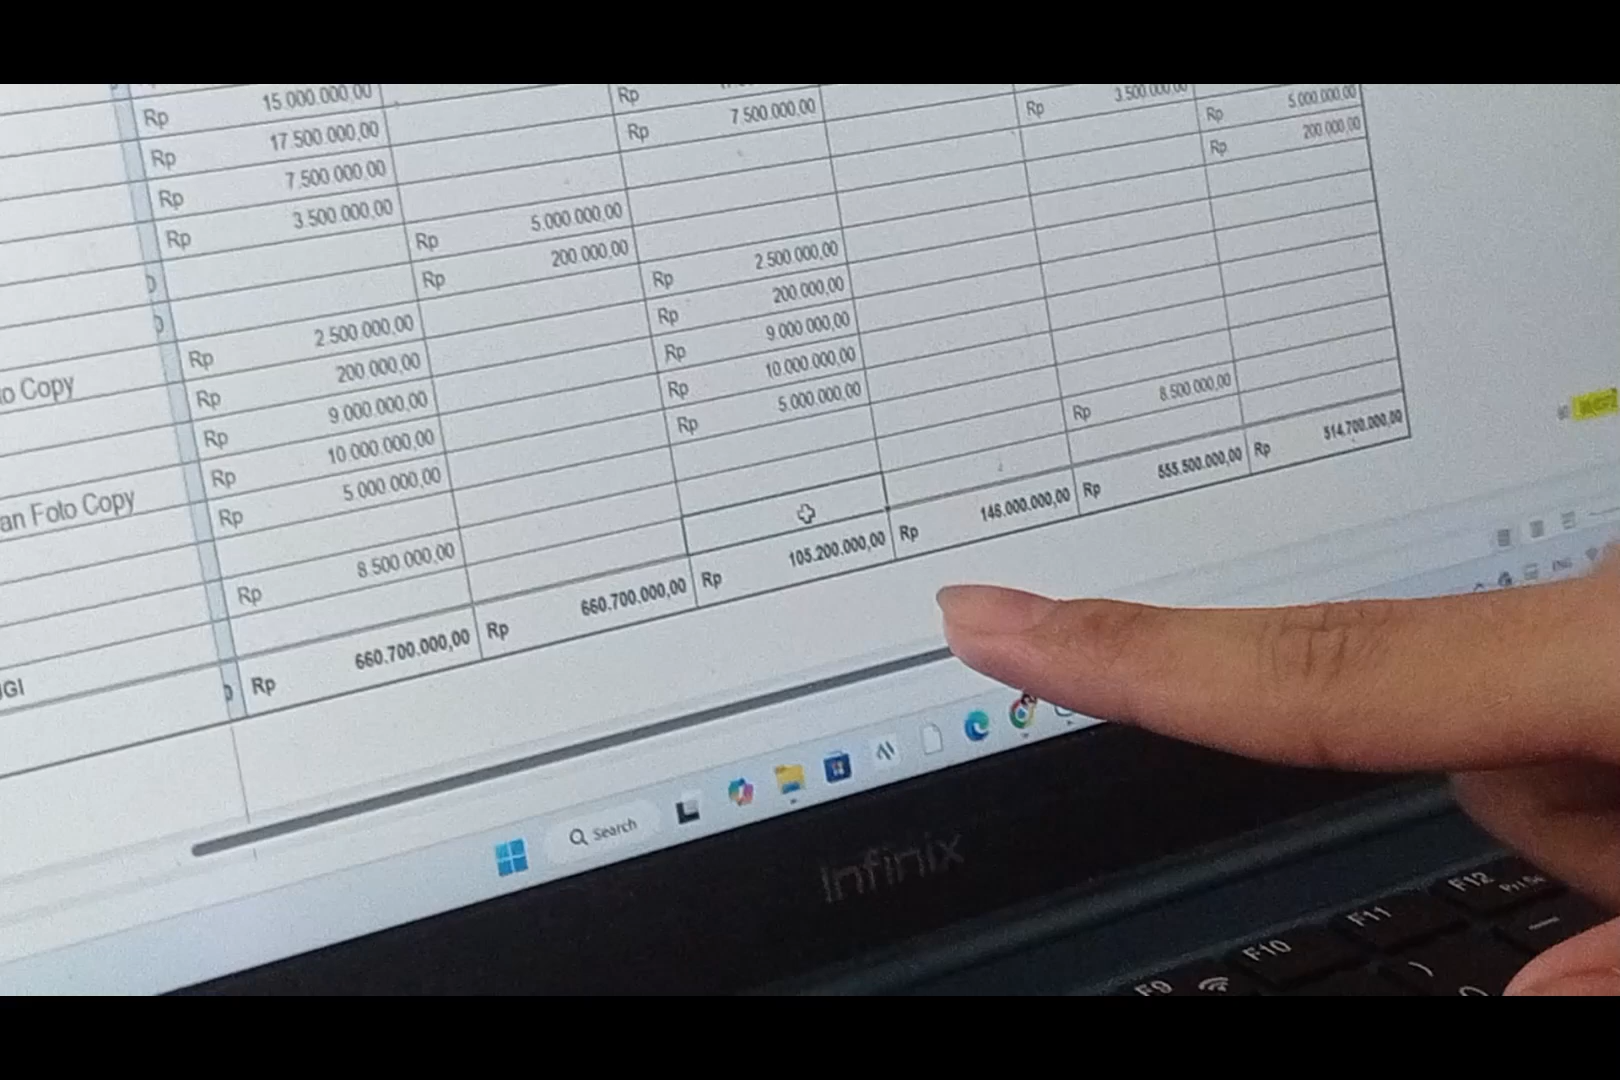 Rp 15.000.000,00 Rp Rp 3.500.000,00 Rp 5.000.000,00
Rp 17.500.000,00 Rp 7.500.000,00 Rp 200.000,00
Rp 7.500.000,00
Rp 3.500.000,00
Rp 5.000.000,00
Rp 200.000,00
o Copy Rp 2.500.000,00 Rp 2.500.000,00
Rp 200.000,00 Rp 200.000,00
Rp 9.000.000,00 Rp 9.000.000,00
an Foto Copy Rp 10.000.000,00 Rp 10.000.000,00
Rp 5.000.000,00 Rp 5.000.000,00
Rp 8.500.000,00 Rp 8.500.000,00
GI
Rp 660.700.000,00 Rp 660.700.000,00 Rp 105.200.000,00 Rp 146.000.000,00 Rp 555.500.000,00 Rp 514.700.000,00
Search
Infinix
F9 F10 F11 F12